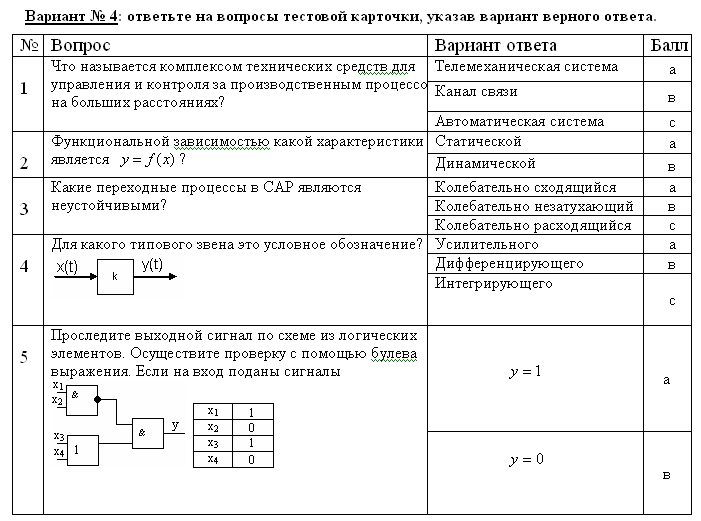 Вариант № 4: ответьте на вопросы тестовой карточки, указав вариант верного ответа.
№ Вопрос Вариант ответа Балл
1
Что называется комплексом технических средств для
управления и контроля за производственным процессо
на больших расстояниях?
Телемеханическая система а
Канал связи в
Автоматическая система с
2
Функциональной зависимостью какой характеристики
является y = f(x) ?
Статической а
Динамической в
3
Какие переходные процессы в САР являются
неустойчивыми?
Колебательно сходящийся а
Колебательно незатухающий в
Колебательно расходящийся с
4
Для какого типового звена это условное обозначение?
x(t) k y(t)
Усилительного а
Дифференцирующего в
Интегрирующего
с
5
Проследите выходной сигнал по схеме из логических
элементов. Осуществите проверку с помощью булева
выражения. Если на вход поданы сигналы
x1
x2
&
x3
x4
1
&
y
x1 1
x2 0
x3 1
x4 0
y = 1 а
y = 0 в